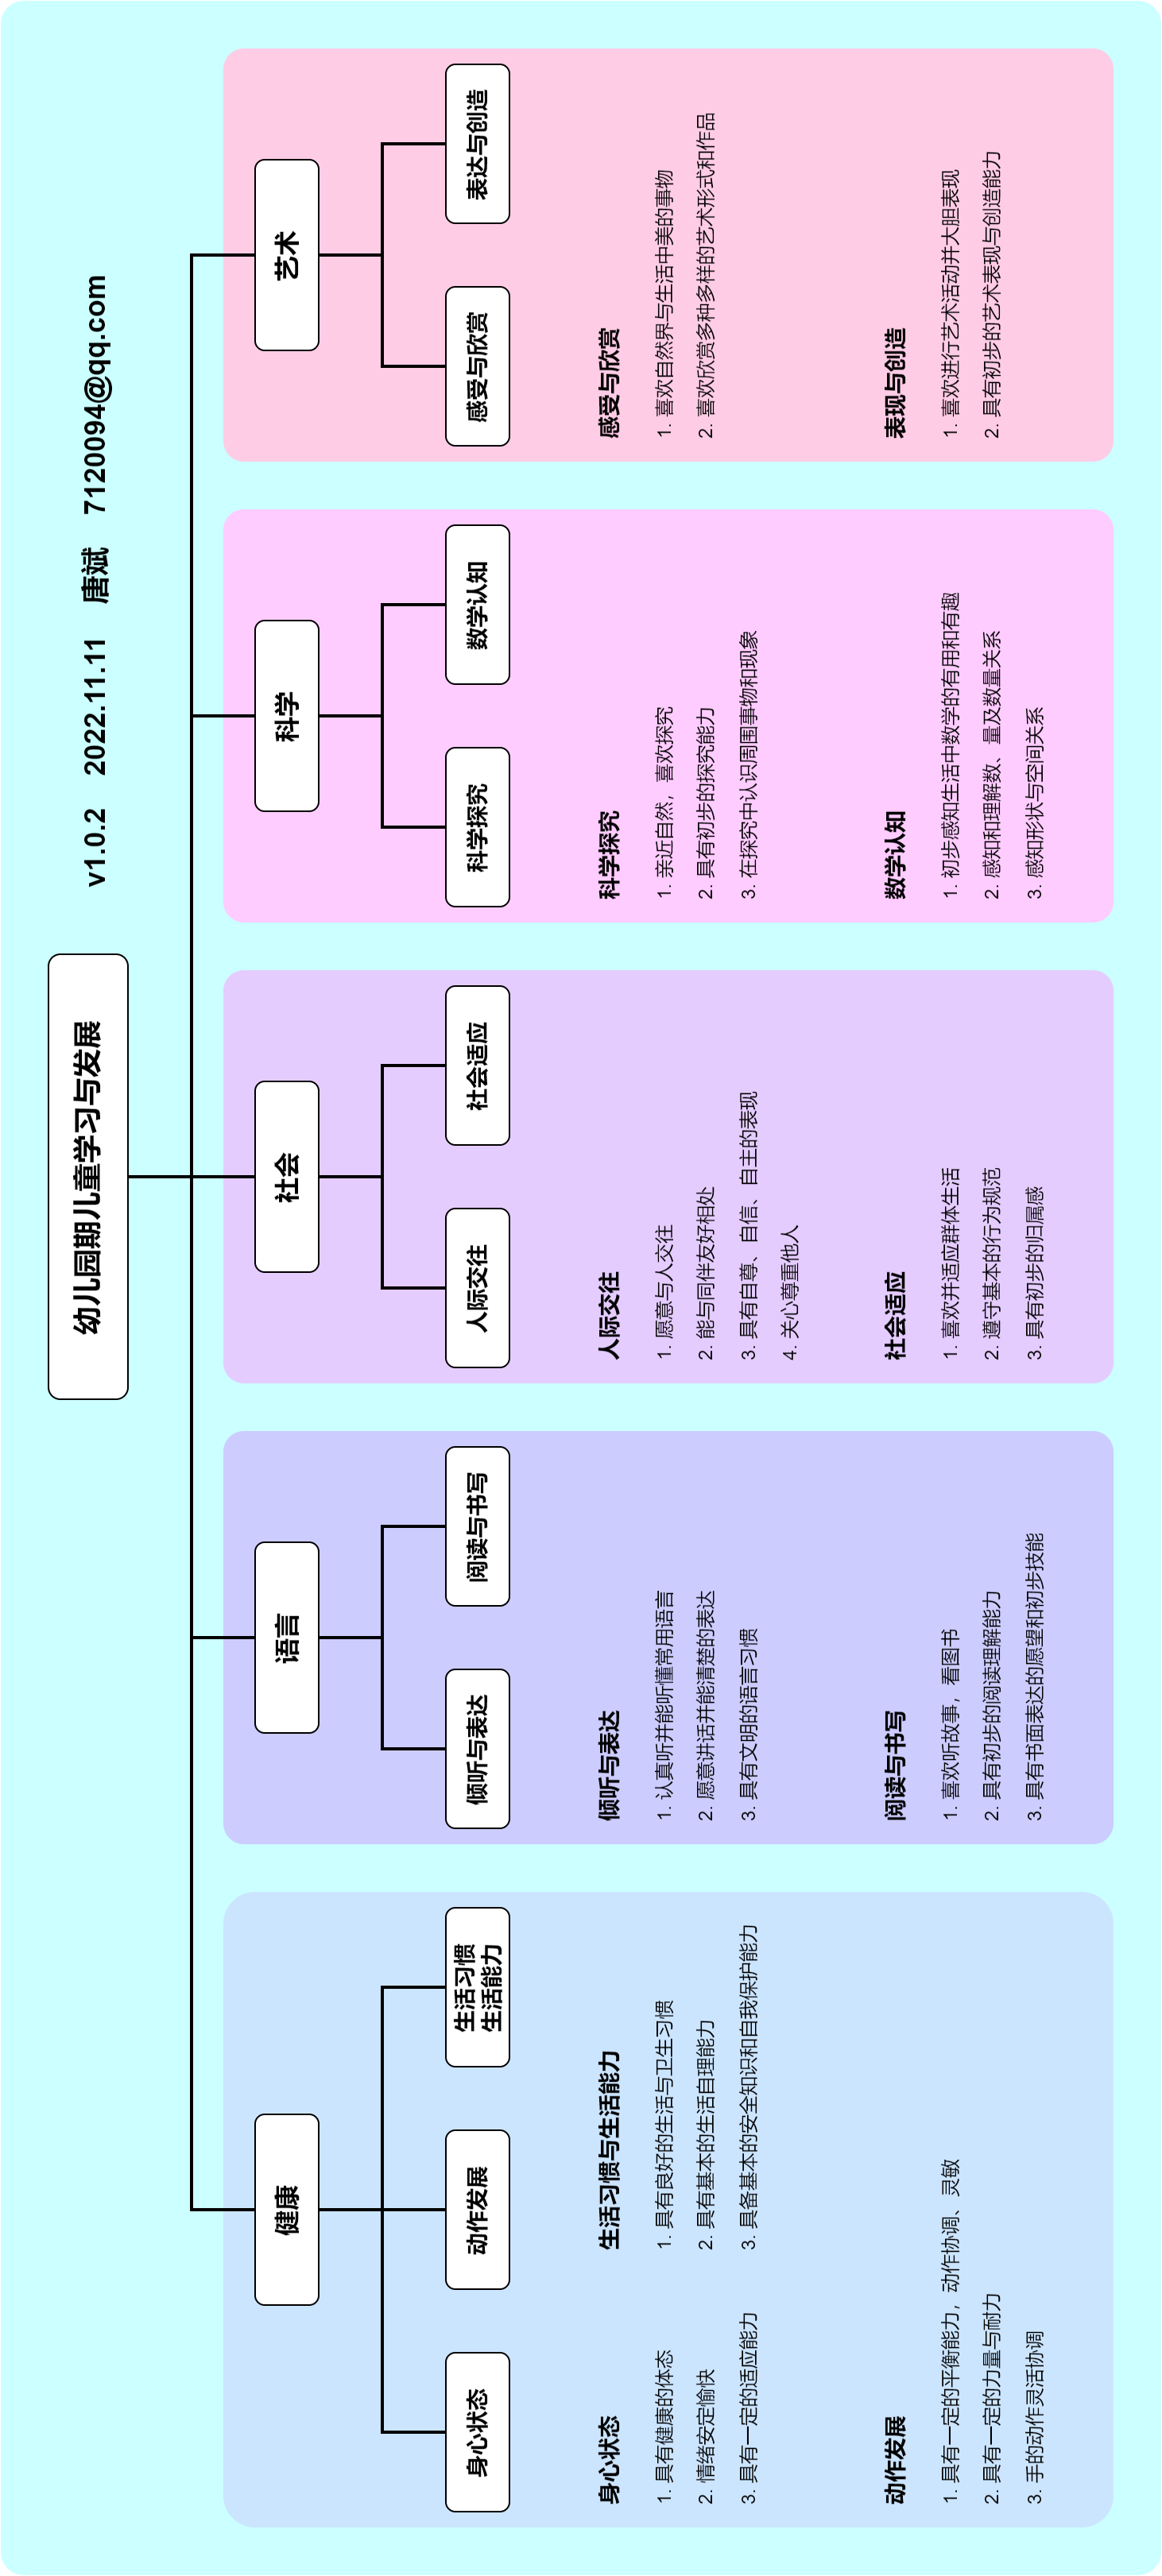 幼儿园期儿童学习与发展
v1.0.2 2022.11.11 唐斌 7120094@qq.com
健康
语言
社会
科学
艺术
身心状态
动作发展
生活习惯
生活能力
倾听与表达
阅读与书写
人际交往
社会适应
科学探究
数学认知
感受与欣赏
表达与创造
身心状态
1. 具有健康的体态
2. 情绪安定愉快
3. 具有一定的适应能力
生活习惯与生活能力
1. 具有良好的生活与卫生习惯
2. 具有基本的生活自理能力
3. 具备基本的安全知识和自我保护能力
动作发展
1. 具有一定的平衡能力，动作协调、灵敏
2. 具有一定的力量与耐力
3. 手的动作灵活协调
倾听与表达
1. 认真听并能听懂常用语言
2. 愿意讲话并能清楚的表达
3. 具有文明的语言习惯
阅读与书写
1. 喜欢听故事，看图书
2. 具有初步的阅读理解能力
3. 具有书面表达的愿望和初步技能
人际交往
1. 愿意与人交往
2. 能与同伴友好相处
3. 具有自尊、自信、自主的表现
4. 关心尊重他人
社会适应
1. 喜欢并适应群体生活
2. 遵守基本的行为规范
3. 具有初步的归属感
科学探究
1. 亲近自然，喜欢探究
2. 具有初步的探究能力
3. 在探究中认识周围事物和现象
数学认知
1. 初步感知生活中数学的有用和有趣
2. 感知和理解数、量及数量关系
3. 感知形状与空间关系
感受与欣赏
1. 喜欢自然界与生活中美的事物
2. 喜欢欣赏多种多样的艺术形式和作品
表现与创造
1. 喜欢进行艺术活动并大胆表现
2. 具有初步的艺术表现与创造能力